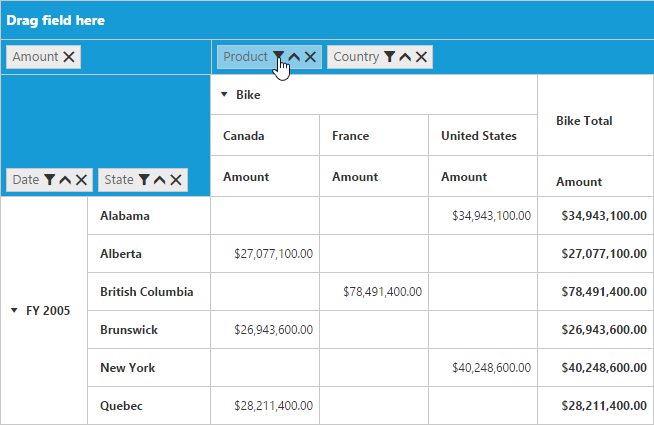 Drag field here
Amount
Product Country
Bike
Bike Total
Canada France United States
Date State
Amount Amount Amount Amount
FY 2005
Alabama $34,943,100.00 $34,943,100.00
Alberta $27,077,100.00 $27,077,100.00
British Columbia $78,491,400.00 $78,491,400.00
Brunswick $26,943,600.00 $26,943,600.00
New York $40,248,600.00 $40,248,600.00
Quebec $28,211,400.00 $28,211,400.00